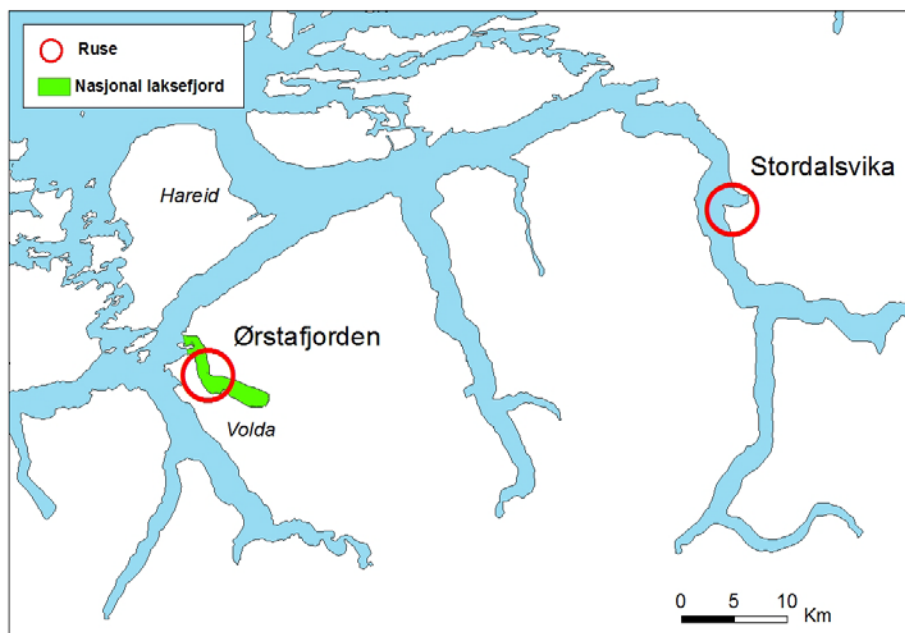 Ruse
Nasjonal laksefjord
Stordalsvika
Hareid
Ørstafjorden
Volda
0 5 10
Km